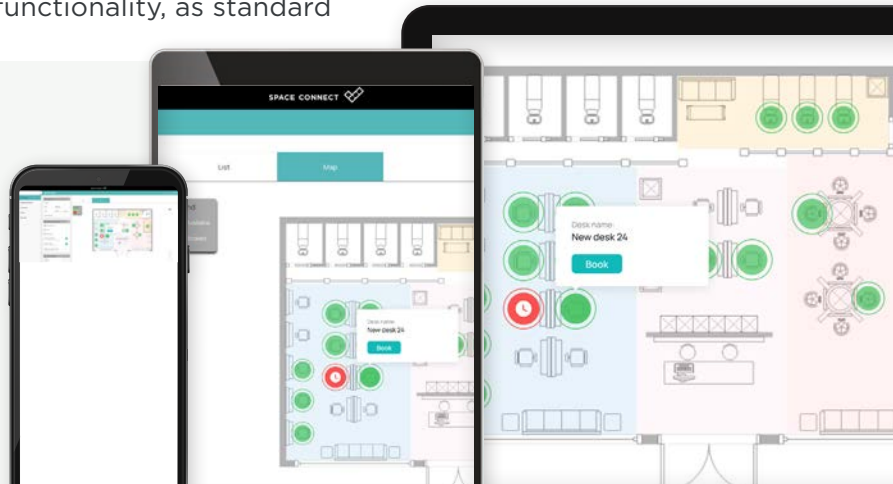 functionality, as standard
SPACE CONNECT
List
Map
Desk name
New desk 24
Book
Desk name
New desk 24
Book